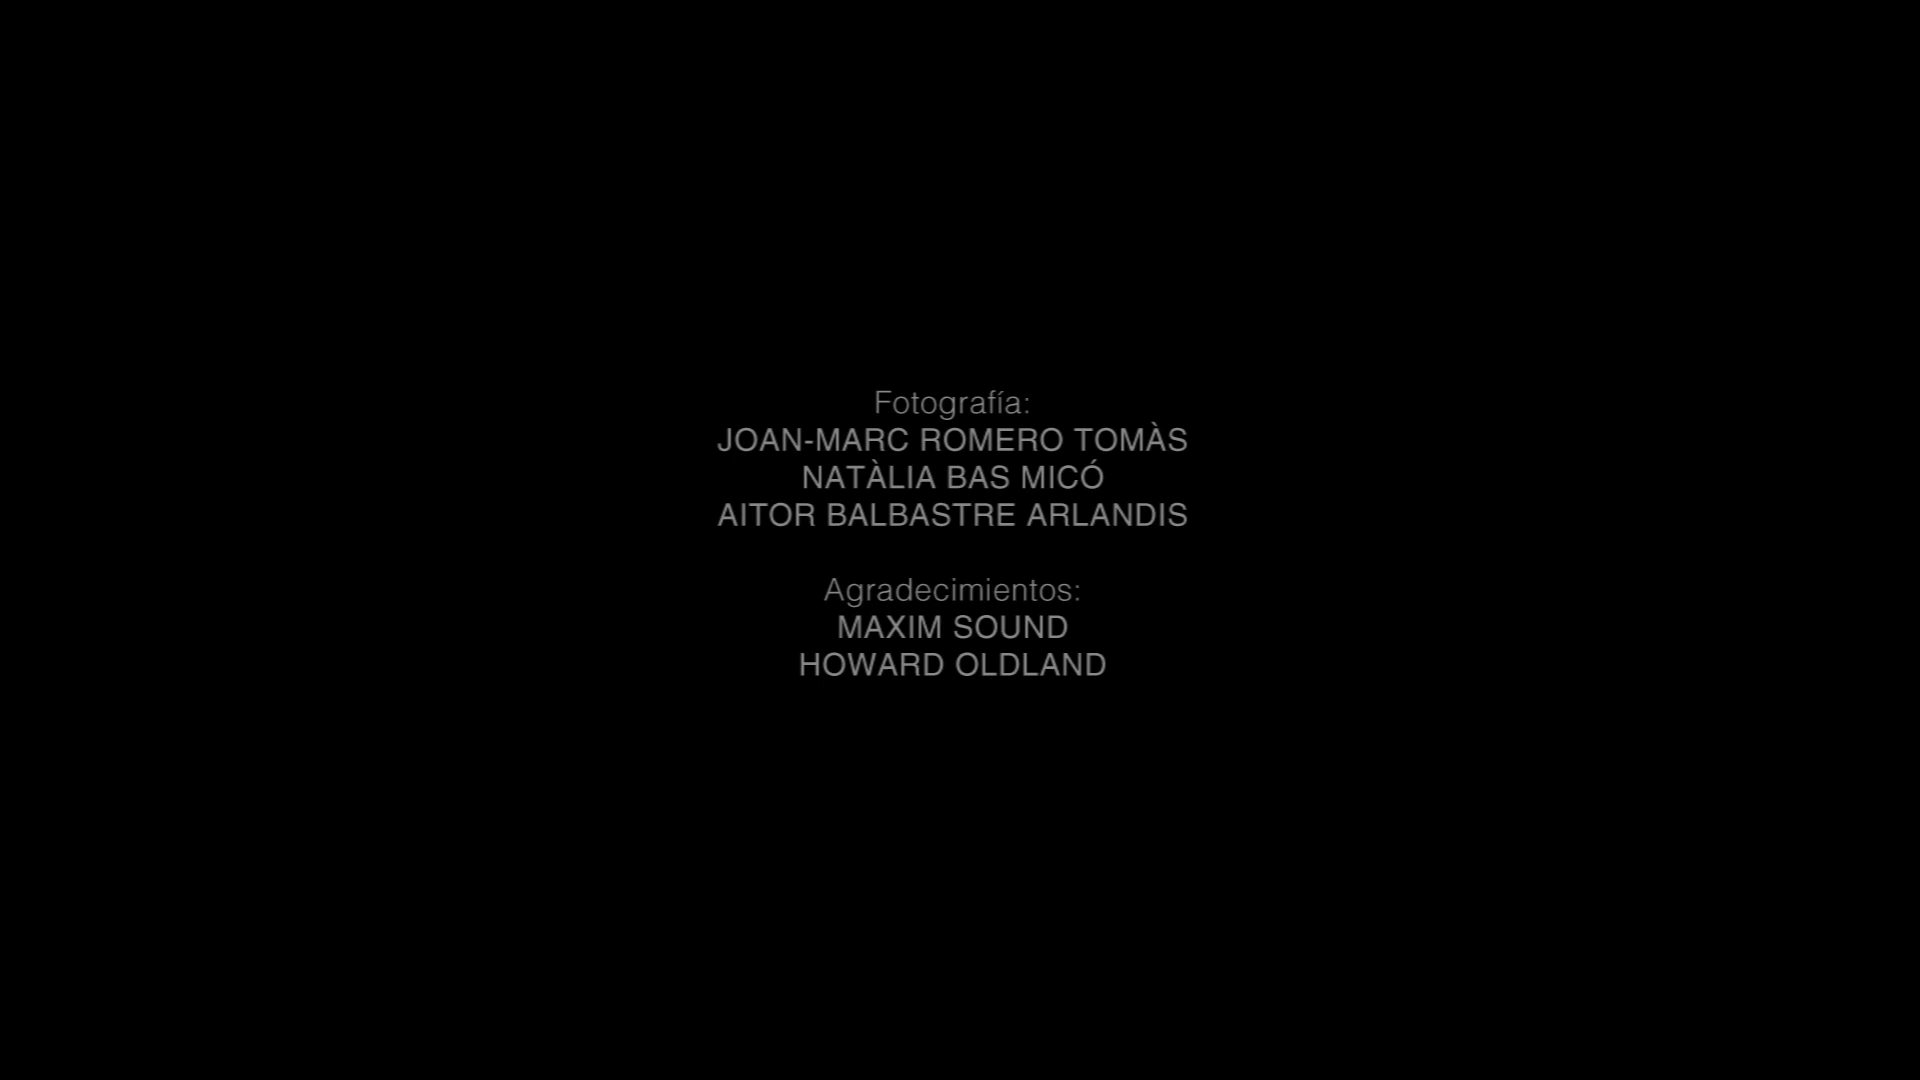 Fotografía:
JOAN-MARC ROMERO TOMÀS
NATÀLIA BAS MICÓ
AITOR BALBASTRE ARLANDIS
Agradecimientos:
MAXIM SOUND
HOWARD OLDLAND